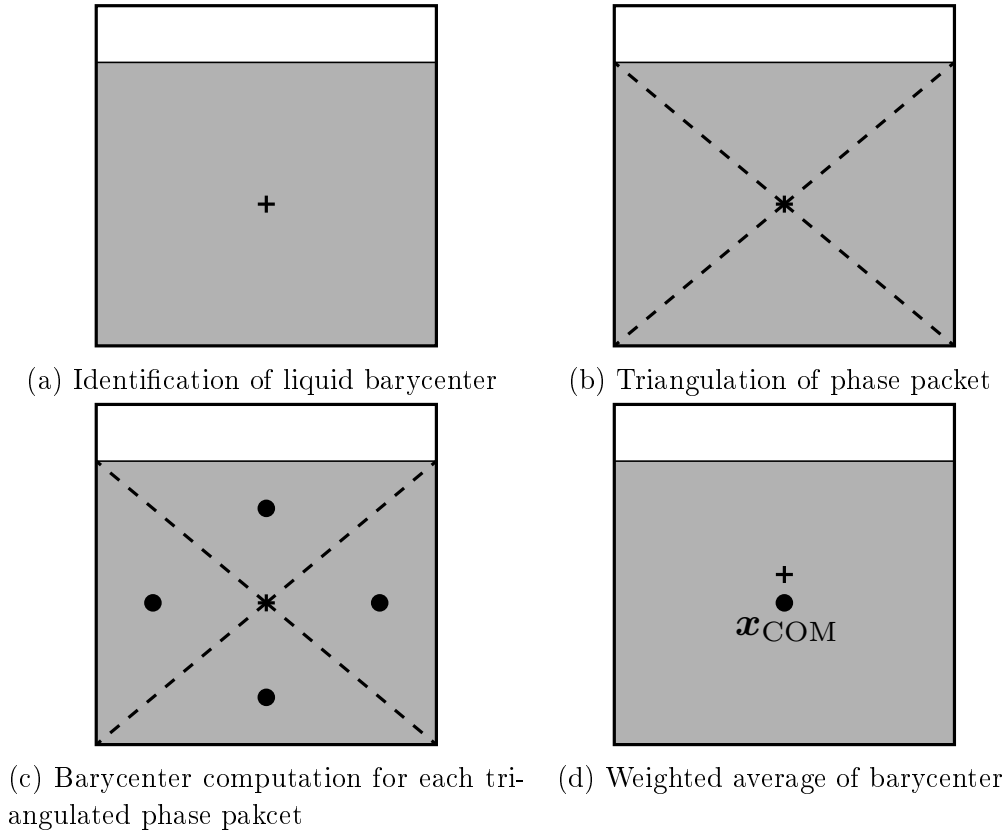 (a) Identification of liquid barycenter
(b) Triangulation of phase packet
x_COM
(c) Barycenter computation for each tri-
angulated phase pakcet
(d) Weighted average of barycenter